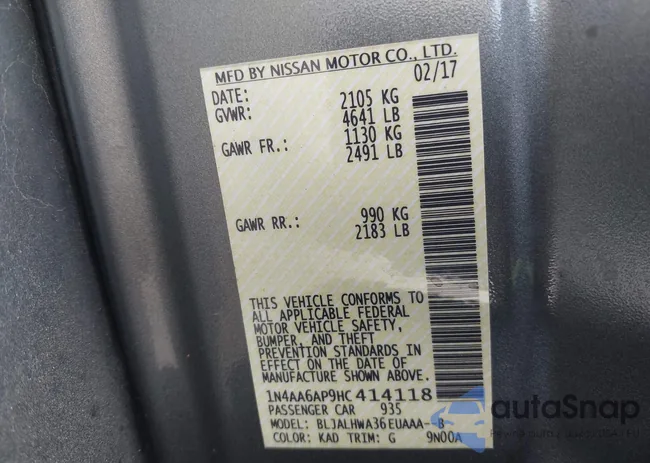 MFD BY NISSAN MOTOR CO., LTD.
02/17
DATE:
GVWR: 2105 KG
4641 LB
GAWR FR.: 1130 KG
2491 LB
GAWR RR.: 990 KG
2183 LB
THIS VEHICLE CONFORMS TO
ALL APPLICABLE FEDERAL
MOTOR VEHICLE SAFETY,
BUMPER, AND THEFT
PREVENTION STANDARDS IN
EFFECT ON THE DATE OF
MANUFACTURE SHOWN ABOVE.
1N4AA6AP9HC414118
PASSENGER CAR 935
MODEL: BLJALHWA36EUAAA--B
COLOR: KAD TRIM: G 9N00A
autoSnap